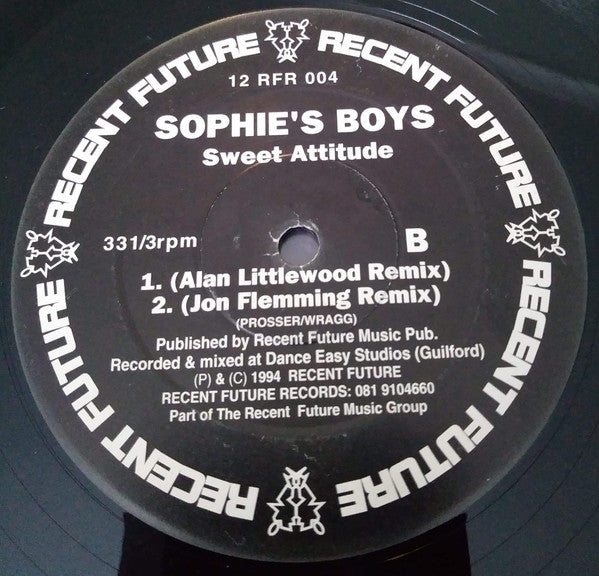 RECENT FUTURE
RECENT FUTURE
RECENT FUTURE
RECENT FUTURE
12 RFR 004
SOPHIE'S BOYS
Sweet Attitude
331/3rpm
B
1. (Alan Littlewood Remix)
2. (Jon Flemming Remix)
(PROSSER/WRAGG)
Published by Recent Future Music Pub.
Recorded & mixed at Dance Easy Studios (Guilford)
(P) & (C) 1994 RECENT FUTURE
RECENT FUTURE RECORDS: 081 9104660
Part of The Recent Future Music Group